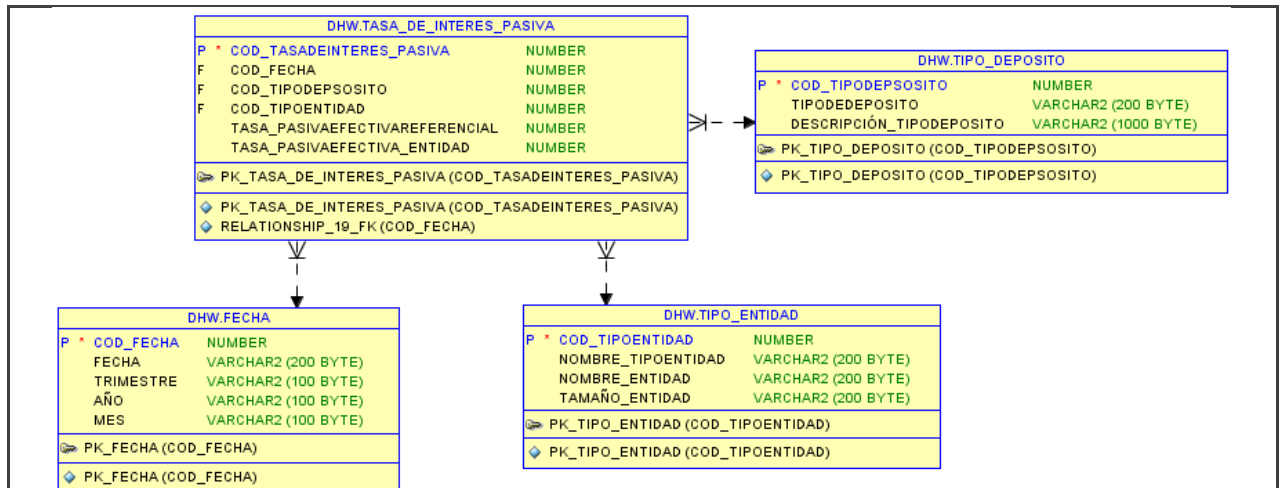 DHW.TASA_DE_INTERES_PASIVA
P * COD_TASADEINTERES_PASIVA NUMBER
F COD_FECHA NUMBER
F COD_TIPODEPSOSITO NUMBER
F COD_TIPOENTIDAD NUMBER
TASA_PASIVAEFECTIVAREFERENCIAL NUMBER
TASA_PASIVAEFECTIVA_ENTIDAD NUMBER
PK_TASA_DE_INTERES_PASIVA (COD_TASADEINTERES_PASIVA)
PK_TASA_DE_INTERES_PASIVA (COD_TASADEINTERES_PASIVA)
RELATIONSHIP_19_FK (COD_FECHA)
DHW.TIPO_DEPOSITO
P * COD_TIPODEPSOSITO NUMBER
TIPODEDEPOSITO VARCHAR2 (200 BYTE)
DESCRIPCIÓN_TIPODEPOSITO VARCHAR2 (1000 BYTE)
PK_TIPO_DEPOSITO (COD_TIPODEPSOSITO)
PK_TIPO_DEPOSITO (COD_TIPODEPSOSITO)
DHW.FECHA
P * COD_FECHA NUMBER
FECHA VARCHAR2 (200 BYTE)
TRIMESTRE VARCHAR2 (100 BYTE)
AÑO VARCHAR2 (100 BYTE)
MES VARCHAR2 (100 BYTE)
PK_FECHA (COD_FECHA)
PK_FECHA (COD_FECHA)
DHW.TIPO_ENTIDAD
P * COD_TIPOENTIDAD NUMBER
NOMBRE_TIPOENTIDAD VARCHAR2 (200 BYTE)
NOMBRE_ENTIDAD VARCHAR2 (200 BYTE)
TAMAÑO_ENTIDAD VARCHAR2 (200 BYTE)
PK_TIPO_ENTIDAD (COD_TIPOENTIDAD)
PK_TIPO_ENTIDAD (COD_TIPOENTIDAD)